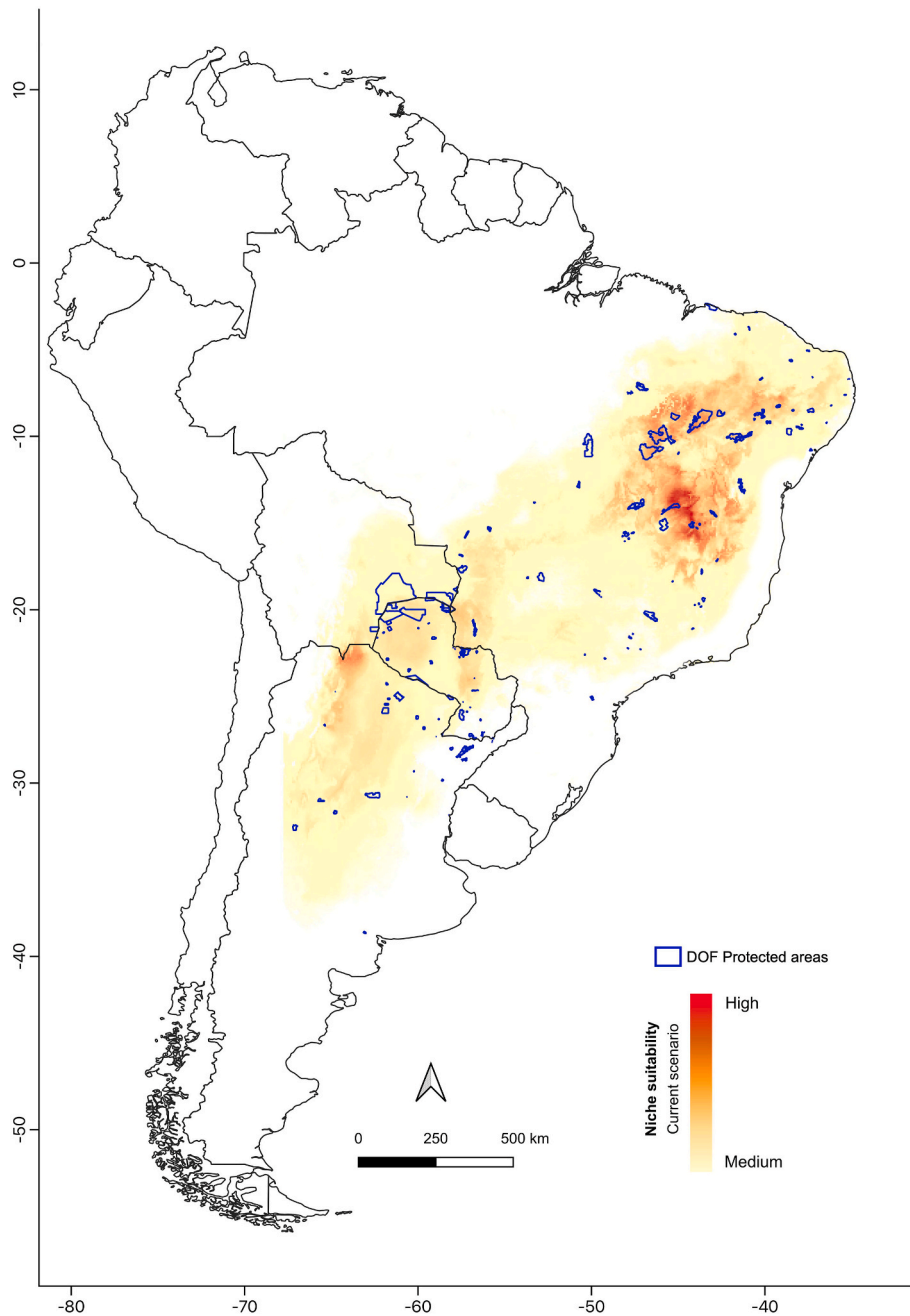 10
0
-10
-20
-30
-40
-50
DOF Protected areas
High
Niche suitability
Current scenario
Medium
0 250 500 km
-80 -70 -60 -50 -40